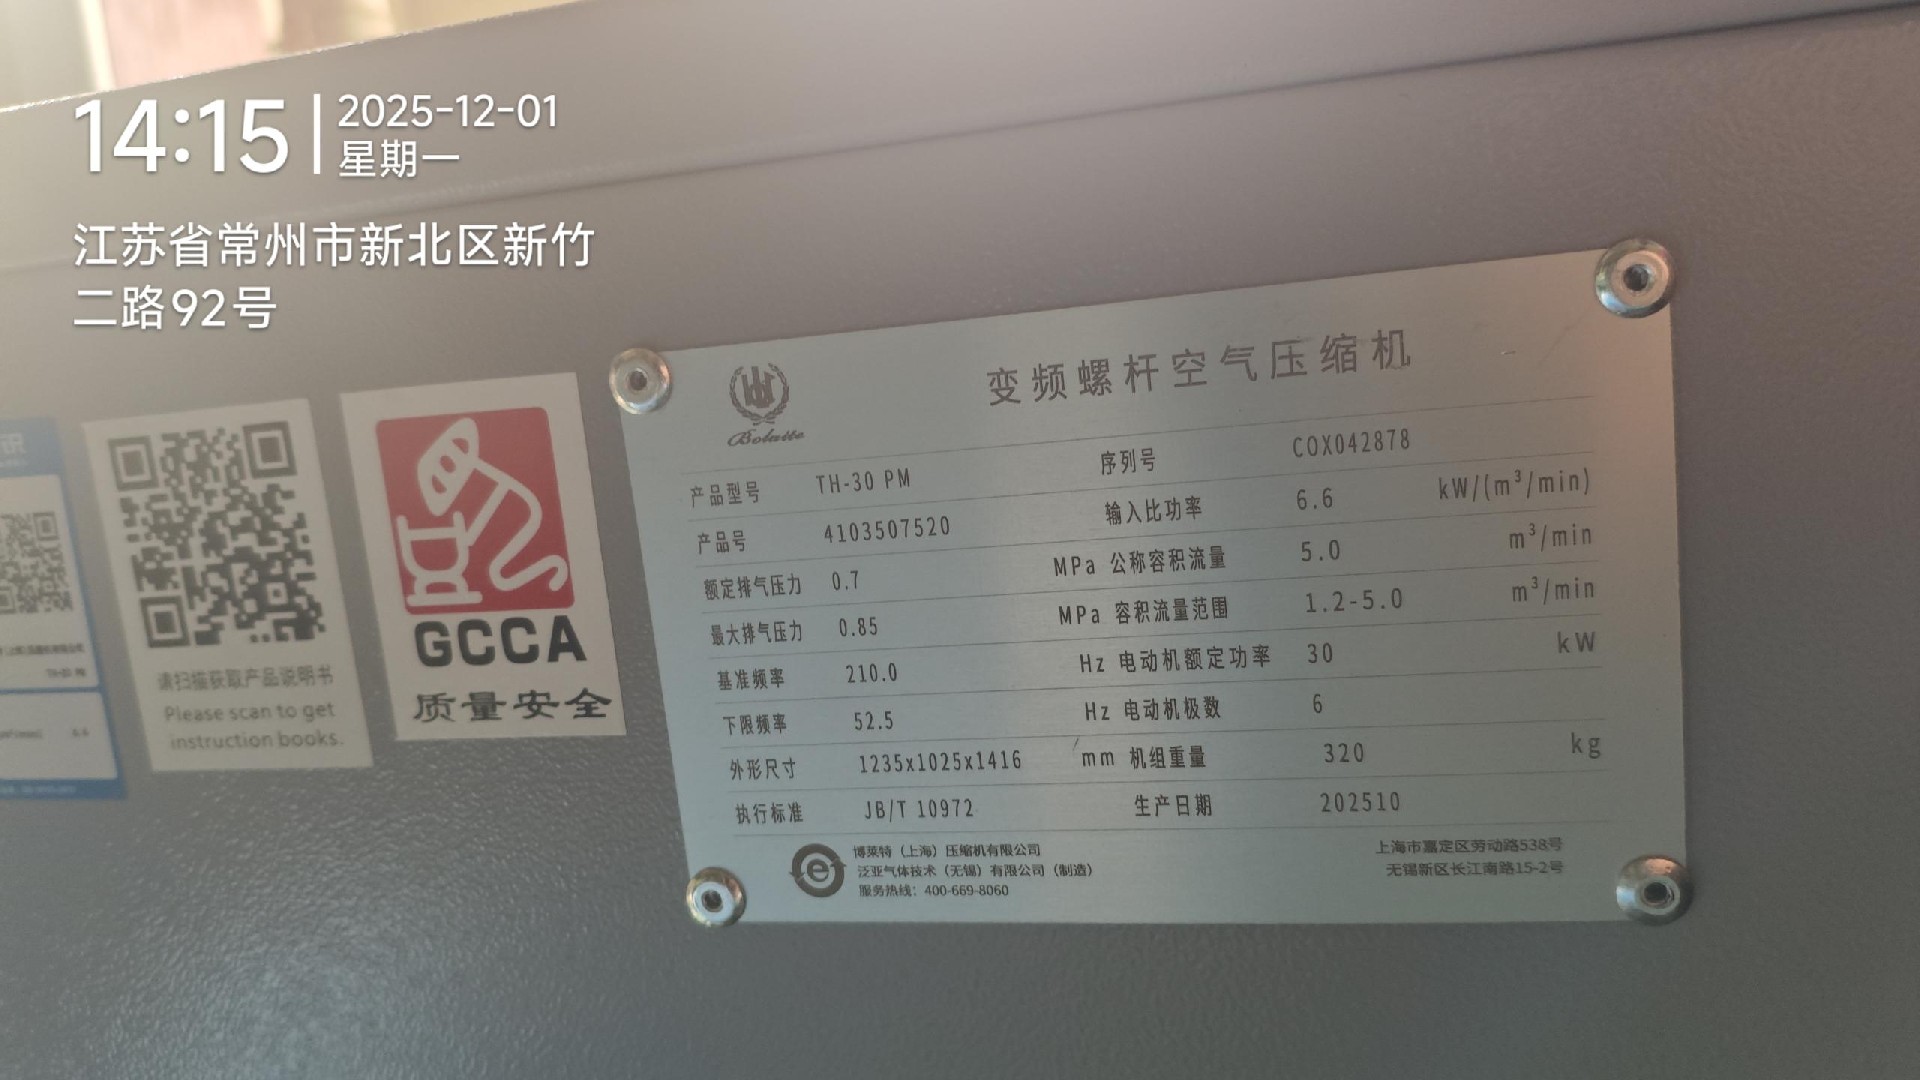 14:15
2025-12-01
星期一
江苏省常州市新北区新竹
二路92号
请扫描获取产品说明书
Please scan to get
instruction books.
GCCA
质量安全
Bolaite
变频螺杆空气压缩机
产品型号 TH-30 PM 序列号 COX042878
产品号 4103507520 输入比功率 6.6 kW/(m³/min)
额定排气压力 0.7 MPa 公称容积流量 5.0 m³/min
最大排气压力 0.85 MPa 容积流量范围 1.2-5.0 m³/min
基准频率 210.0 Hz 电动机额定功率 30 kW
下限频率 52.5 Hz 电动机极数 6
外形尺寸 1235x1025x1416 mm 机组重量 320 kg
执行标准 JB/T 10972 生产日期 202510
博莱特（上海）压缩机有限公司 上海市嘉定区劳动路538号
泛亚气体技术（无锡）有限公司（制造） 无锡新区长江南路15-2号
服务热线：400-669-8060